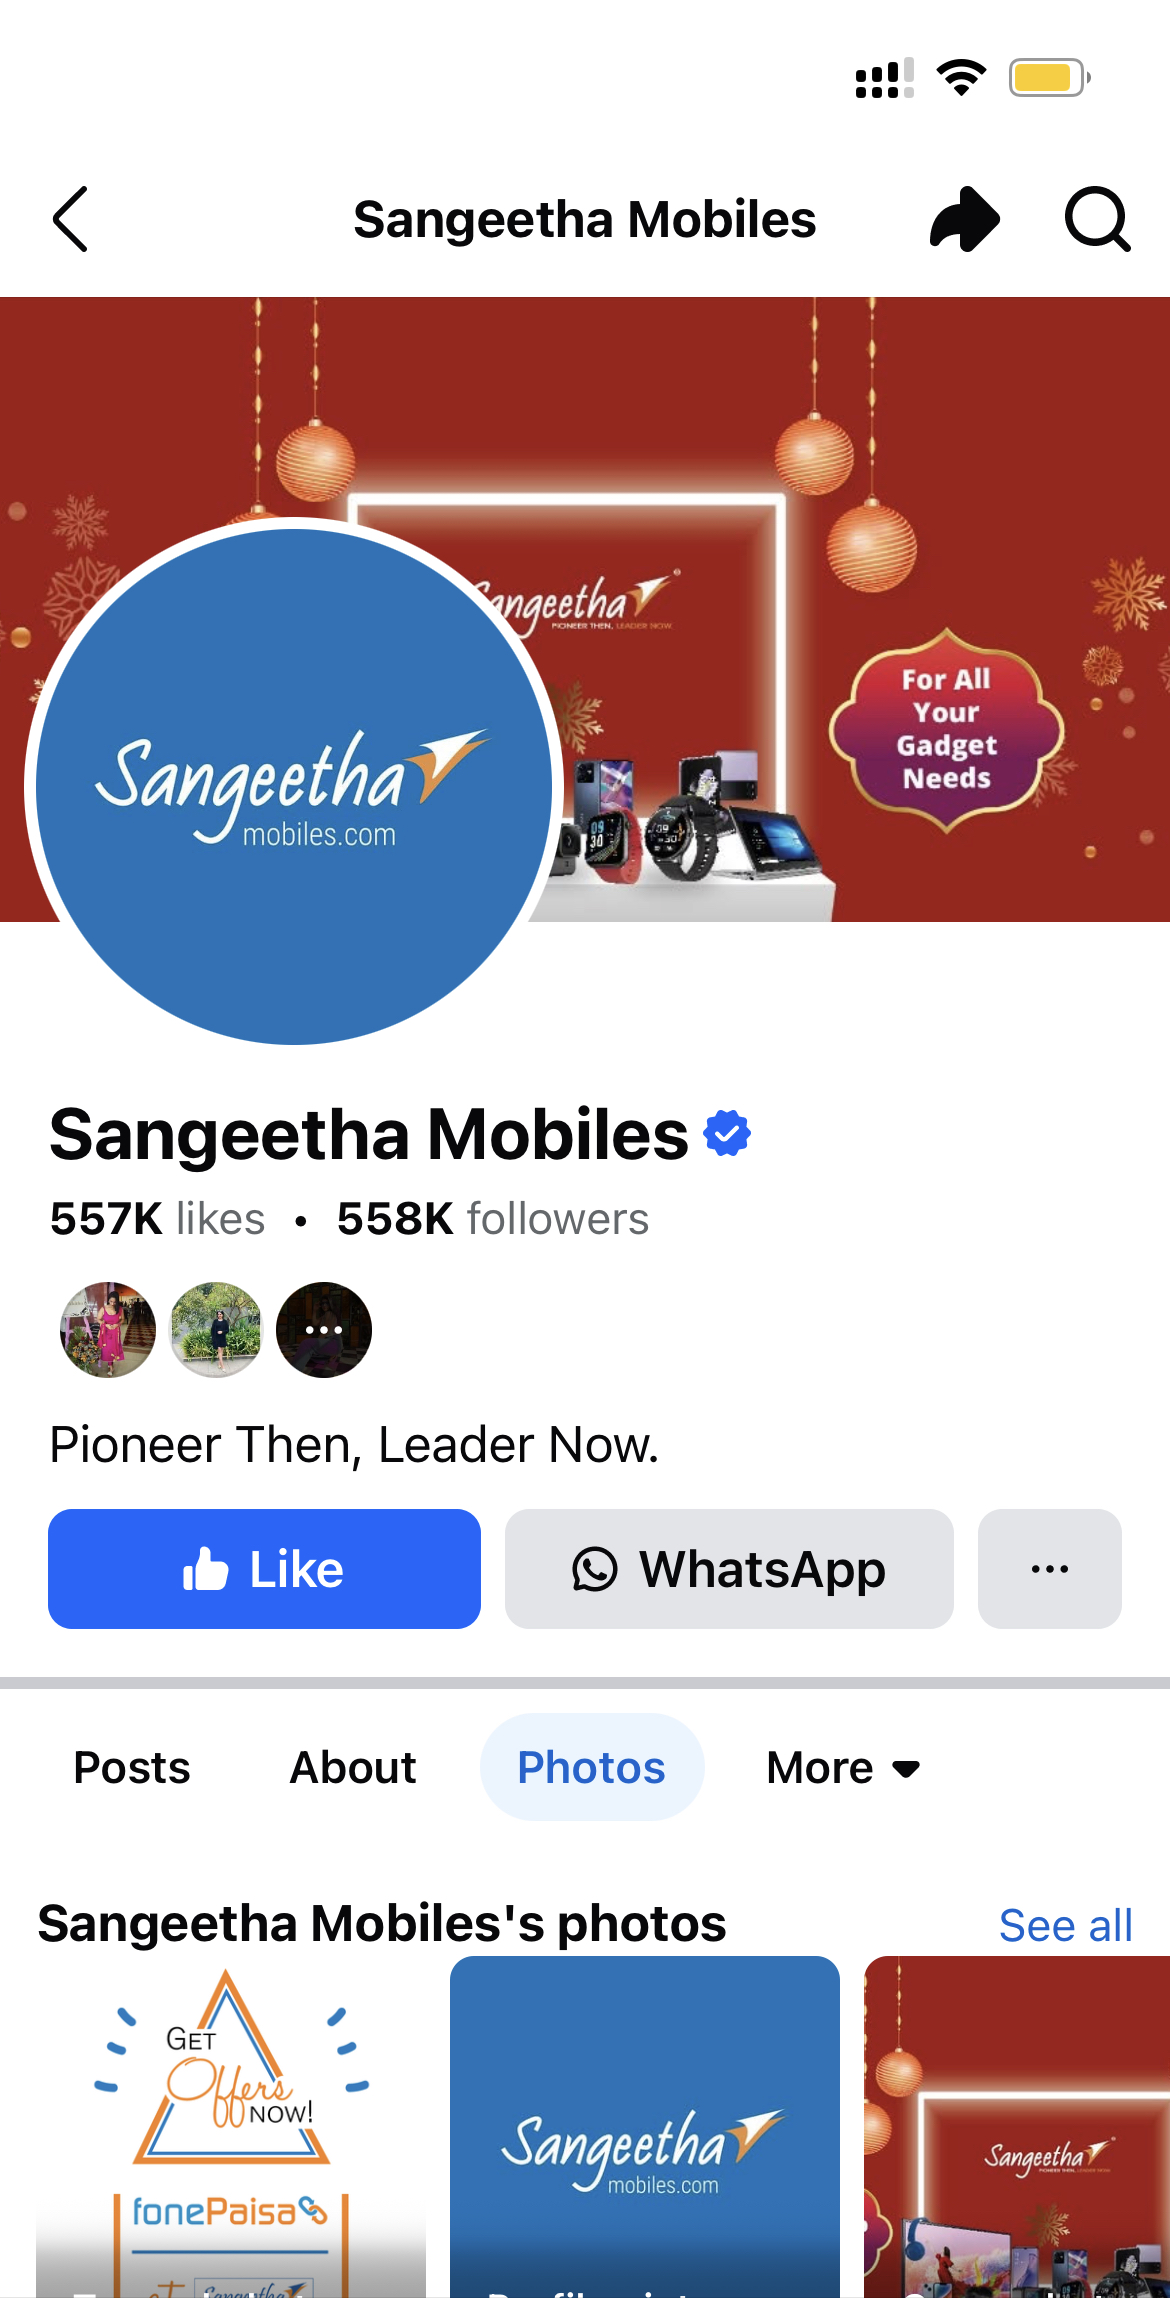 Sangeetha Mobiles
Sangeetha
PIONEER THEN, LEADER NOW.
For All
Your
Gadget
Needs
Sangeetha
mobiles.com
Sangeetha Mobiles
557K likes • 558K followers
Pioneer Then, Leader Now.
Like
WhatsApp
Posts
About
Photos
More
Sangeetha Mobiles's photos
See all
GET
Offers
NOW!
fonePaisa
at Sangeetha
Sangeetha
mobiles.com
Sangeetha